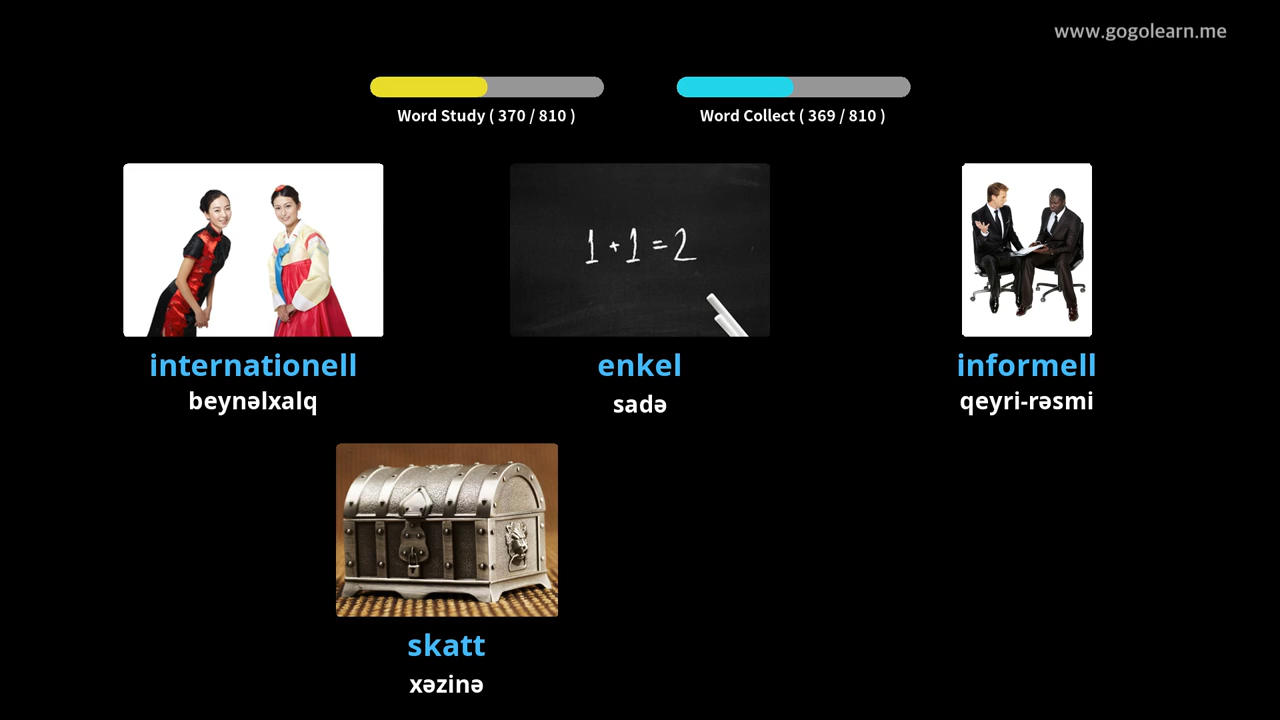 www.gogolearn.me
Word Study ( 370 / 810 )
Word Collect ( 369 / 810 )
1 + 1 = 2
internationell
beynəlxalq
enkel
sadə
informell
qeyri-rəsmi
skatt
xəzinə